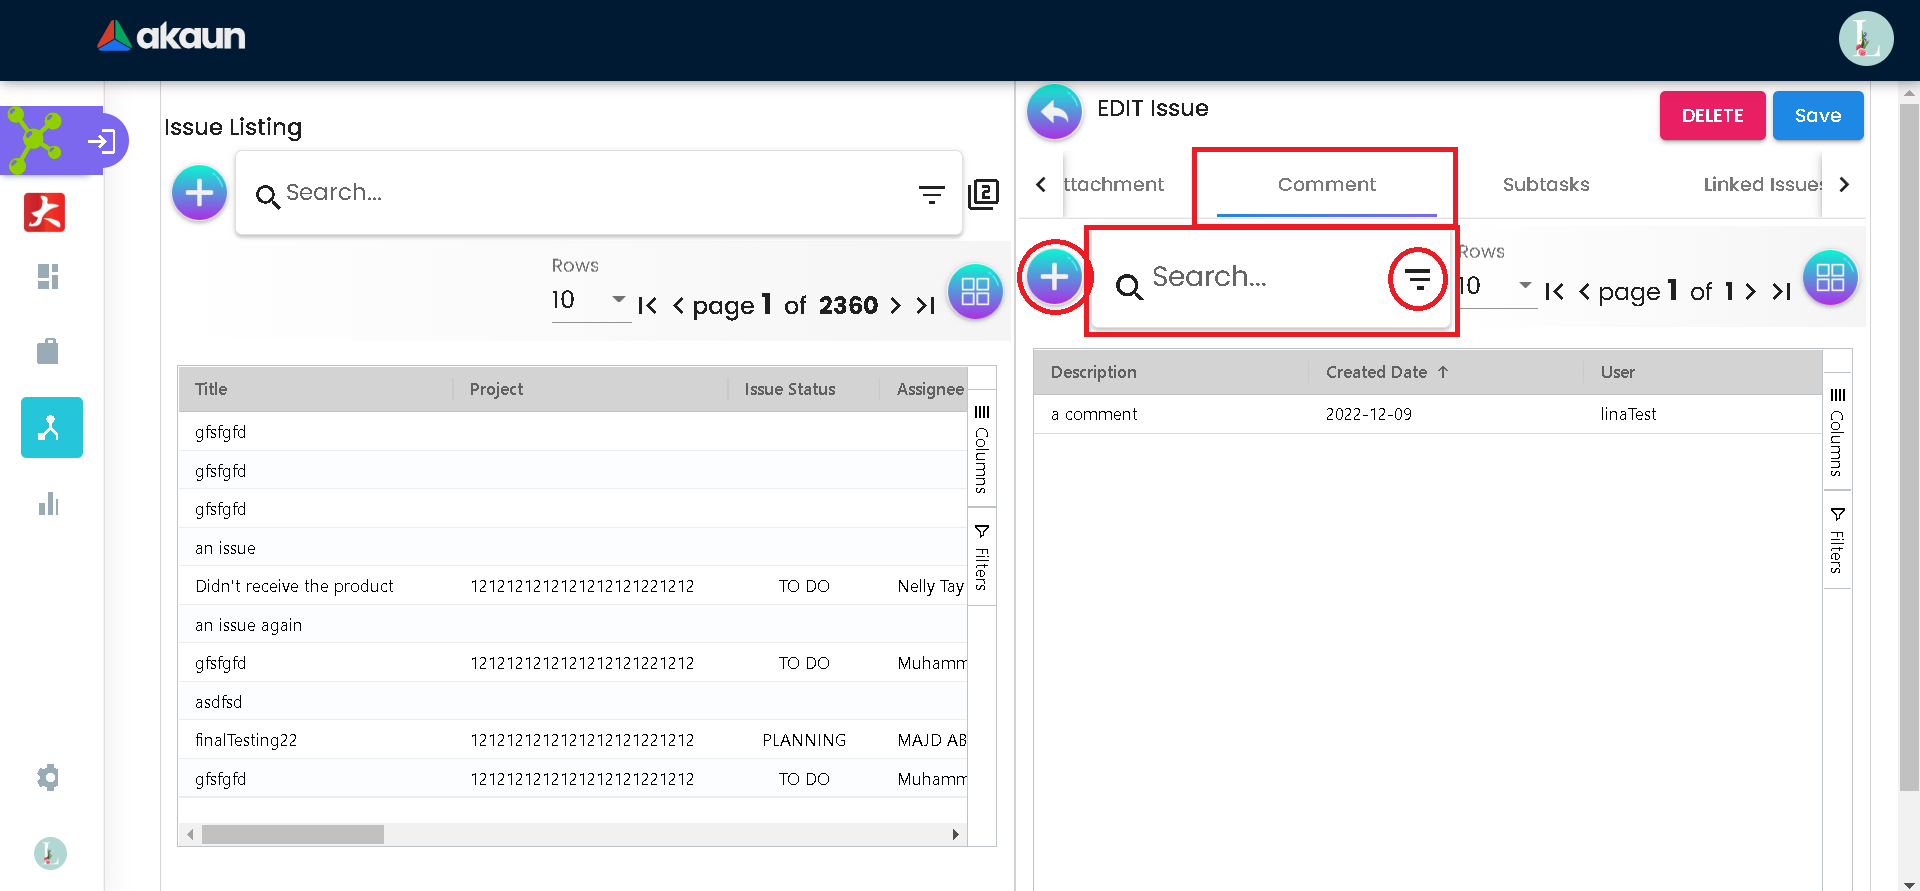 akaun
L
Issue Listing
Search...
2
Rows
10
page 1 of 2360
Title Project Issue Status Assignee
gfsfgfd
gfsfgfd
gfsfgfd
an issue
Didn't receive the product 1212121212121212121221212 TO DO Nelly Tay
an issue again
gfsfgfd 1212121212121212121221212 TO DO Muhamm
asdfsd
finalTesting22 1212121212121212121221212 PLANNING MAJD AB
gfsfgfd 1212121212121212121221212 TO DO Muhamm
Columns
Filters
EDIT Issue
DELETE
Save
ttachment Comment Subtasks Linked Issues
Search...
Rows
10
page 1 of 1
Description Created Date User
a comment 2022-12-09 linaTest
Columns
Filters
L